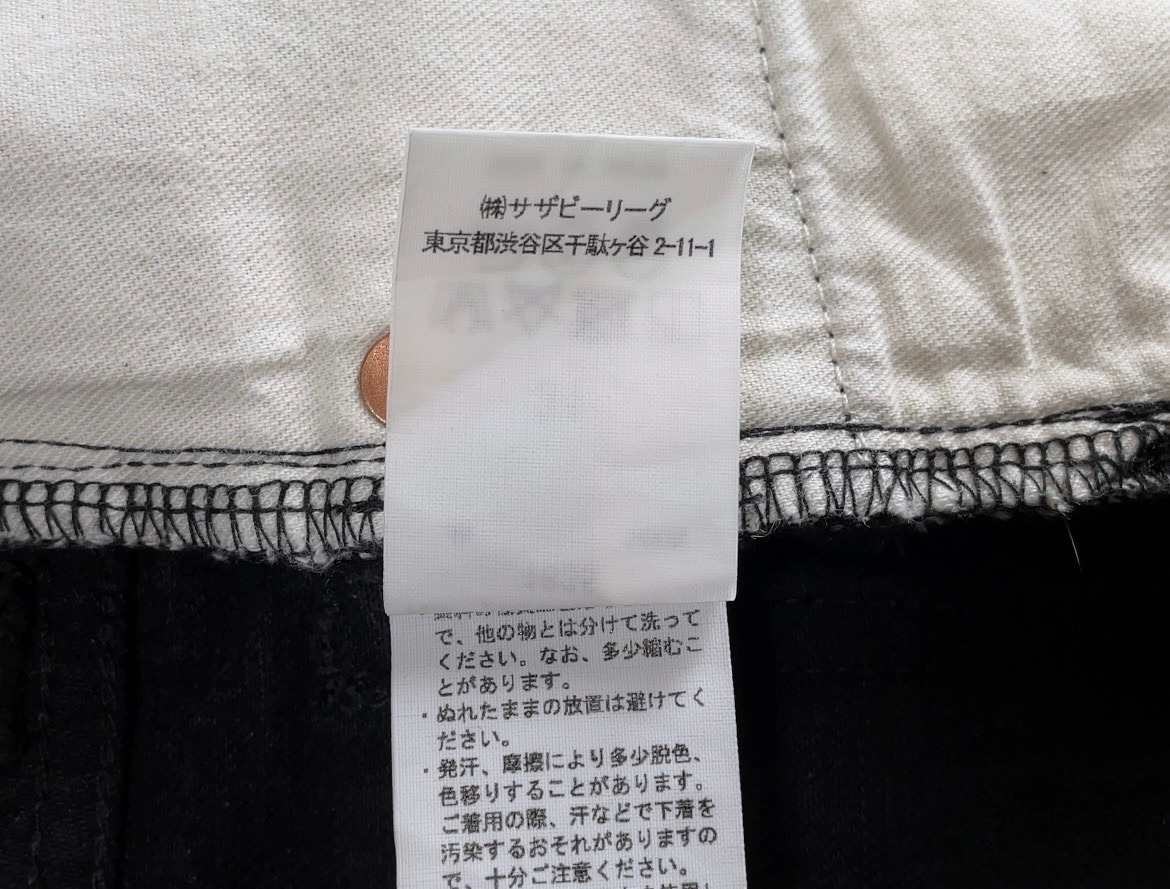 ㈱サザビーリーグ
東京都渋谷区千駄ヶ谷 2-11-1
で、他の物とは分けて洗って
ください。なお、多少縮むこ
とがあります。
・ぬれたままの放置は避けてく
ださい。
・発汗、摩擦により多少脱色、
色移りすることがあります。
ご着用の際、汗などで下着を
汚染するおそれがありますの
で、十分ご注意ください。